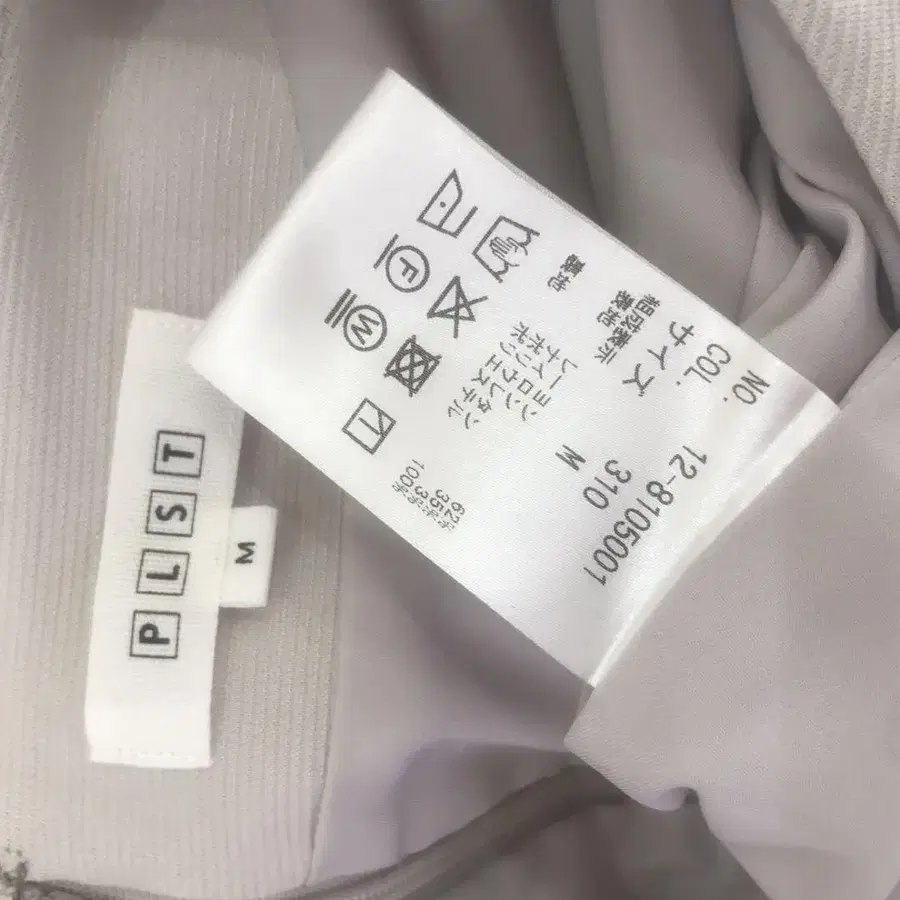 PLST
M
NO. 12-8105001
COL. 310
サイズ M
組成表示
表地
レーヨン 62%
ナイロン 35%
ポリウレタン 3%
裏地
ポリエステル 100%
F
W